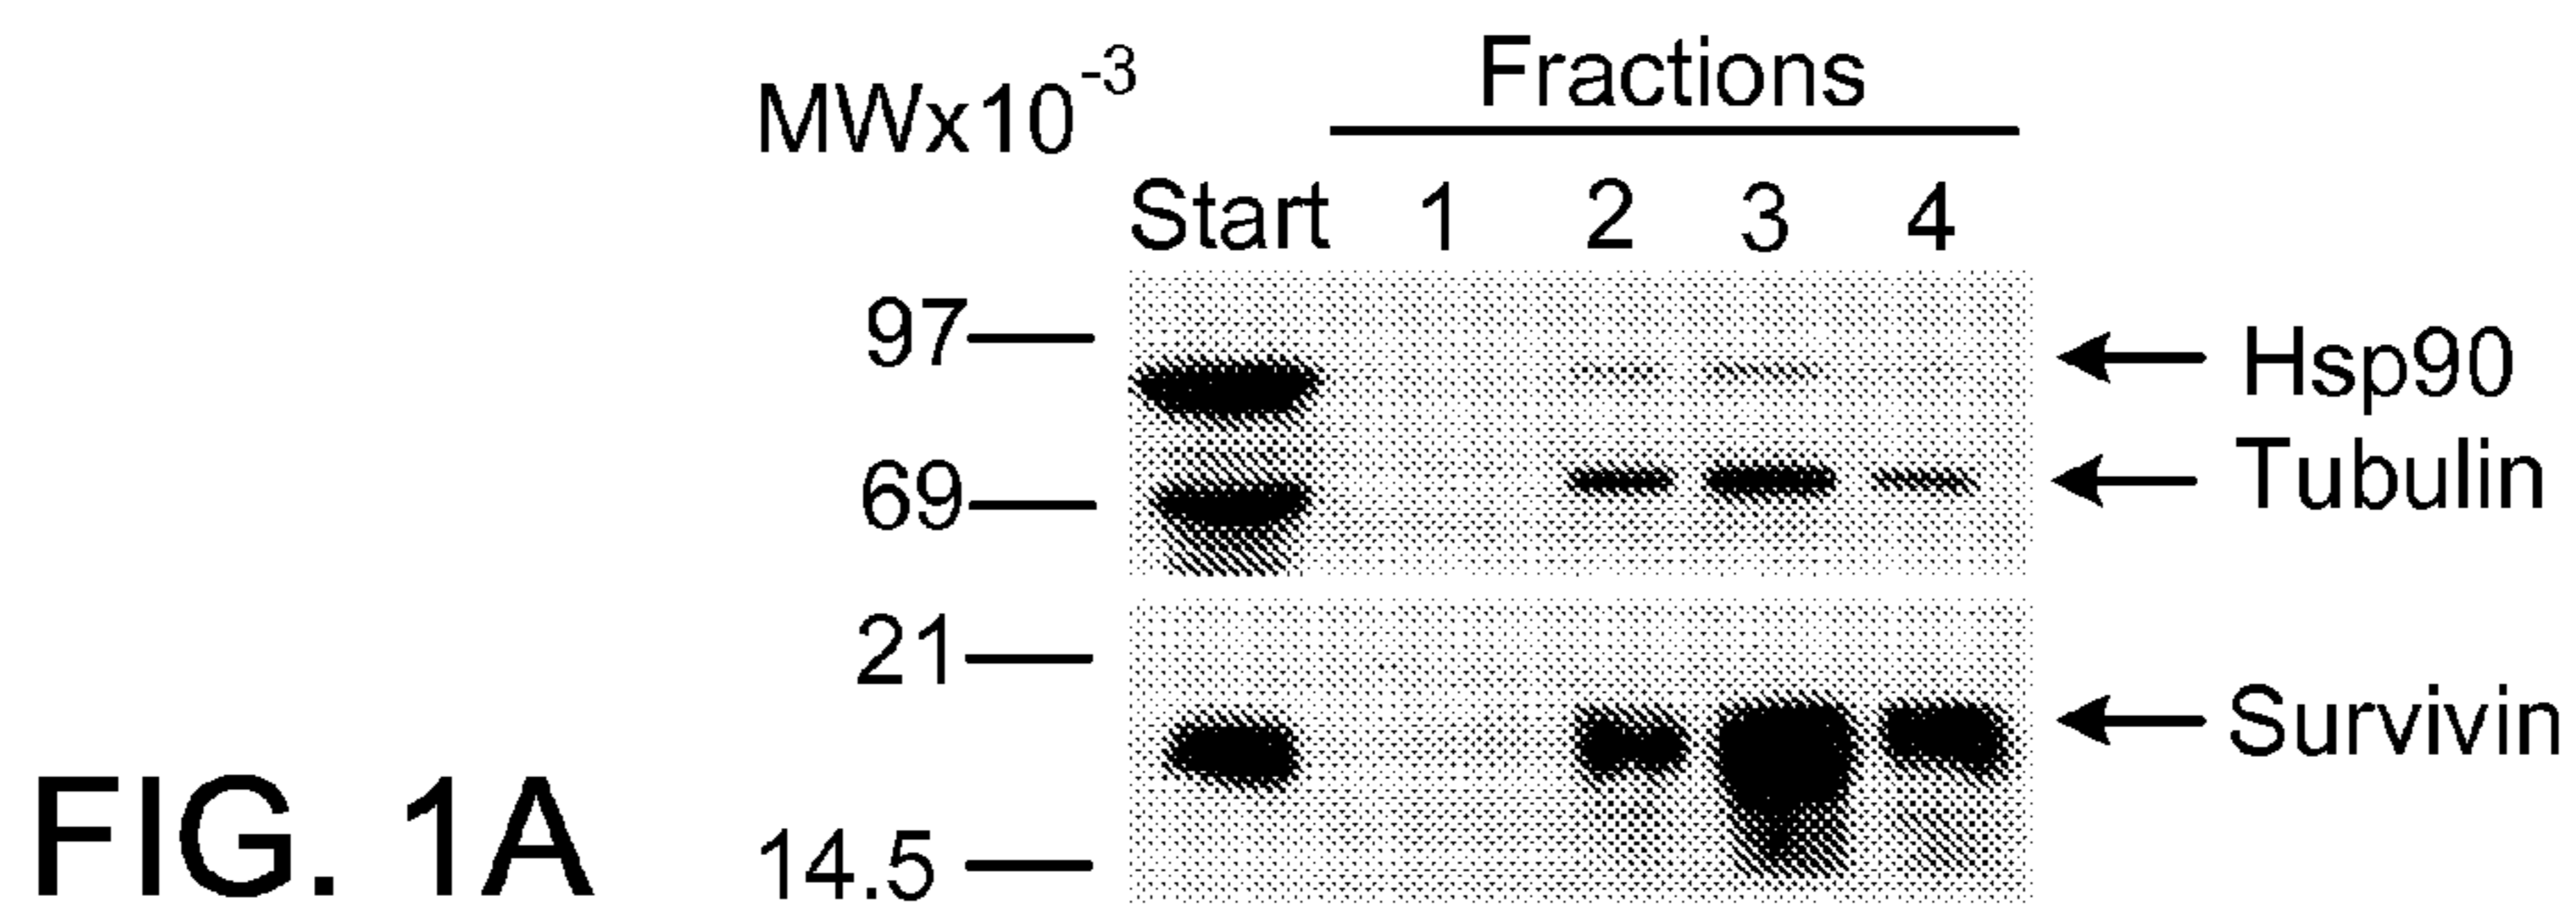 Fractions
MWx10-3
Start 1 2 3 4
97
Hsp90
69
Tubulin
21
Survivin
14.5
FIG. 1A